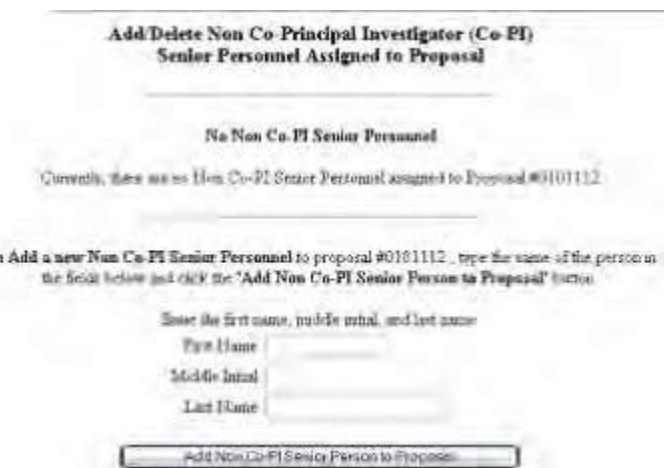 Add/Delete Non Co-Principal Investigator (Co-PI)
Senior Personnel Assigned to Proposal
No Non Co-PI Senior Personnel
Currently, there are no Non Co-PI Senior Personnel assigned to Proposal #0101112
Add a new Non Co-PI Senior Personnel to proposal #0101112 , type the name of the person in
the fields below and click the "Add Non Co-PI Senior Person to Proposal" button
Enter the first name, middle initial, and last name
First Name
Middle Initial
Last Name
Add Non Co-PI Senior Person to Proposal